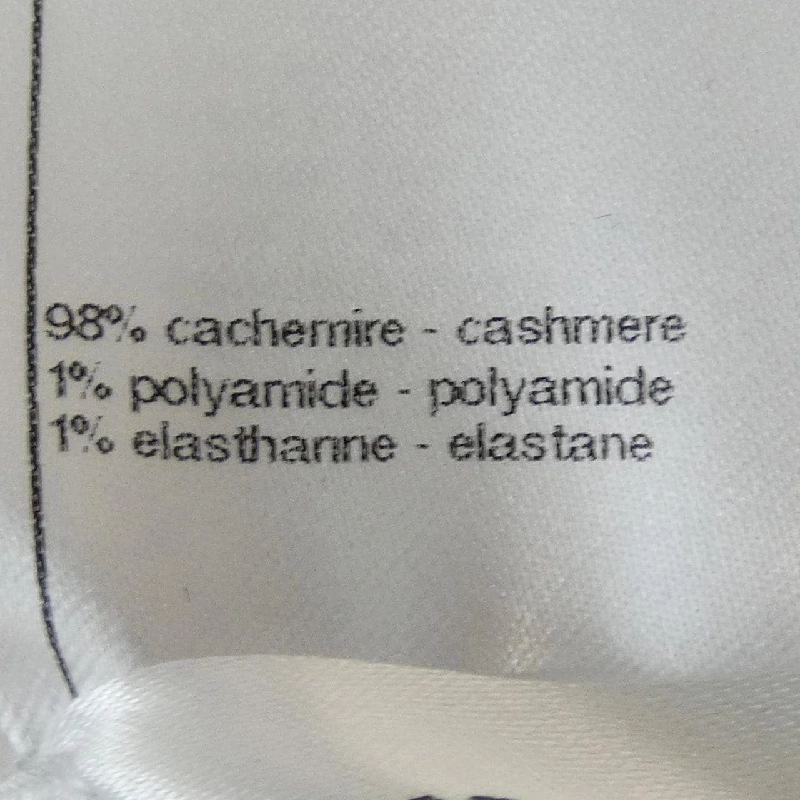 98% cachemire - cashmere
1% polyamide - polyamide
1% elasthanne - elastane